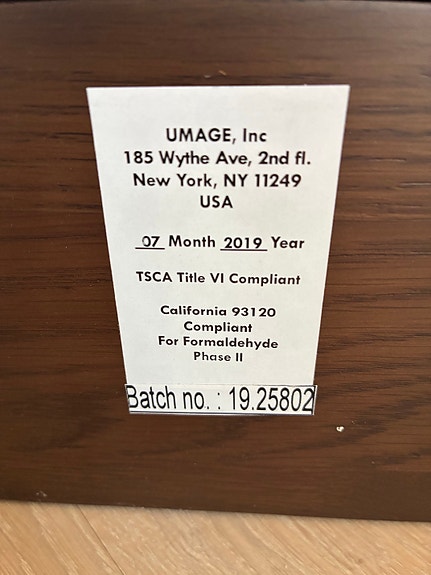 UMAGE, Inc
185 Wythe Ave, 2nd fl.
New York, NY 11249
USA
07 Month 2019 Year
TSCA Title VI Compliant
California 93120
Compliant
For Formaldehyde
Phase II
Batch no. : 19.25802